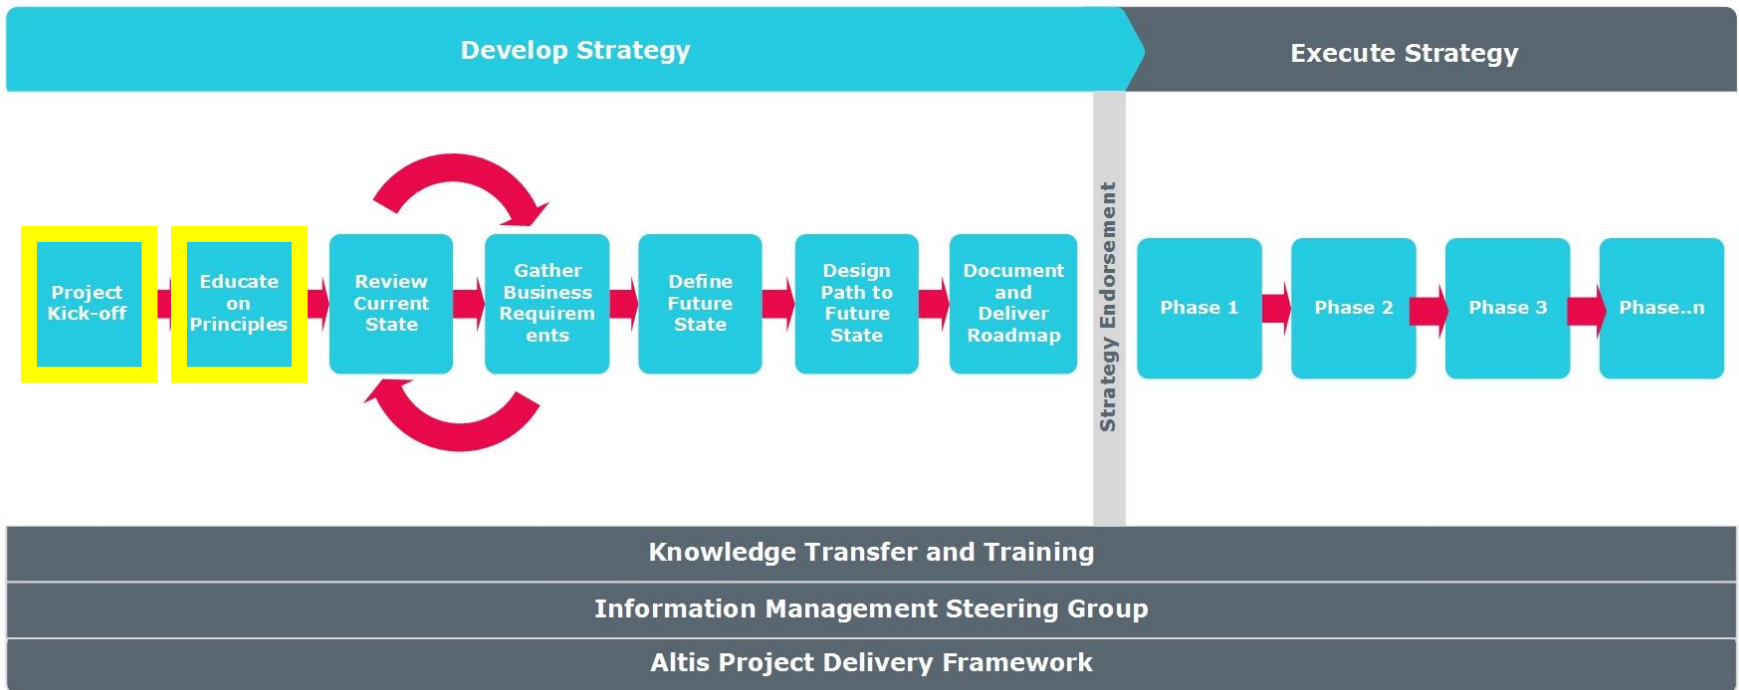 Develop Strategy
Execute Strategy
Project
Kick-off
Educate
on
Principles
Review
Current
State
Gather
Business
Requirem
ents
Define
Future
State
Design
Path to
Future
State
Document
and
Deliver
Roadmap
Strategy Endorsement
Phase 1
Phase 2
Phase 3
Phase..n
Knowledge Transfer and Training
Information Management Steering Group
Altis Project Delivery Framework